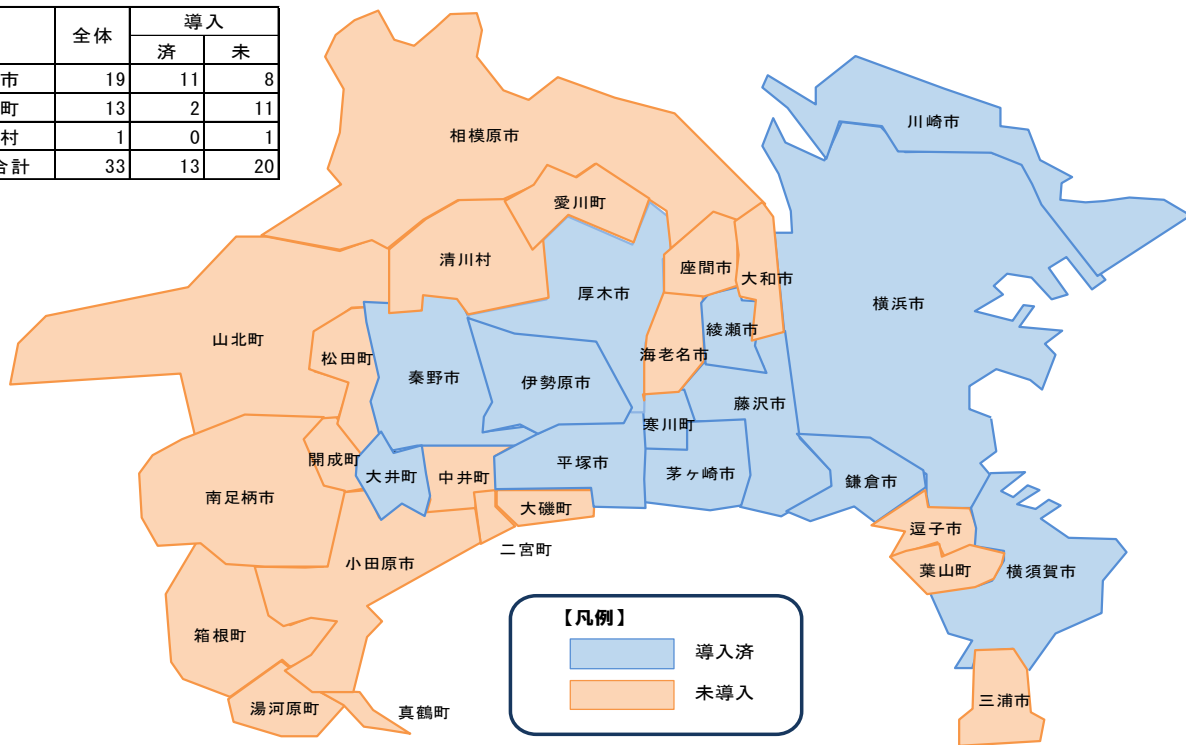 全体 導入
済 未
市 19 11 8
町 13 2 11
村 1 0 1
合計 33 13 20
川崎市
相模原市
愛川町
清川村
座間市
大和市
厚木市
横浜市
綾瀬市
山北町
松田町
海老名市
秦野市
伊勢原市
藤沢市
寒川町
開成町
大井町
中井町
平塚市
茅ヶ崎市
鎌倉市
南足柄市
大磯町
逗子市
二宮町
小田原市
葉山町
横須賀市
箱根町
湯河原町
真鶴町
三浦市
【凡例】
導入済
未導入